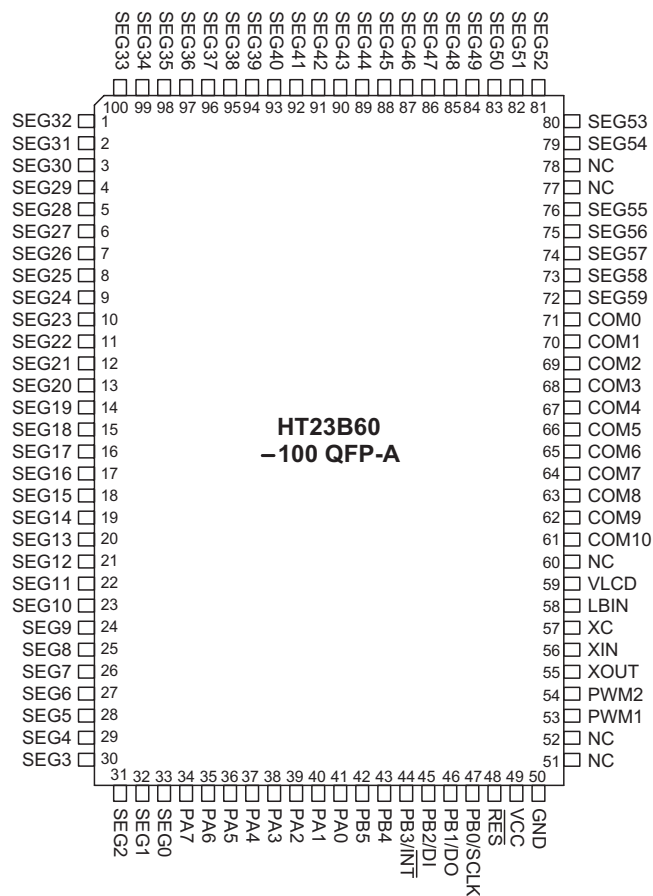 SEG33 SEG34 SEG35 SEG36 SEG37 SEG38 SEG39 SEG40 SEG41 SEG42 SEG43 SEG44 SEG45 SEG46 SEG47 SEG48 SEG49 SEG50 SEG51 SEG52
100 99 98 97 96 95 94 93 92 91 90 89 88 87 86 85 84 83 82 81
SEG32 1 80 SEG53
SEG31 2 79 SEG54
SEG30 3 78 NC
SEG29 4 77 NC
SEG28 5 76 SEG55
SEG27 6 75 SEG56
SEG26 7 74 SEG57
SEG25 8 73 SEG58
SEG24 9 72 SEG59
SEG23 10 71 COM0
SEG22 11 70 COM1
SEG21 12 69 COM2
SEG20 13 68 COM3
SEG19 14 67 COM4
SEG18 15 66 COM5
SEG17 16 65 COM6
SEG16 17 64 COM7
SEG15 18 63 COM8
SEG14 19 62 COM9
SEG13 20 61 COM10
SEG12 21 60 NC
SEG11 22 59 VLCD
SEG10 23 58 LBIN
SEG9 24 57 XC
SEG8 25 56 XIN
SEG7 26 55 XOUT
SEG6 27 54 PWM2
SEG5 28 53 PWM1
SEG4 29 52 NC
SEG3 30 51 NC
HT23B60
–100 QFP-A
31 32 33 34 35 36 37 38 39 40 41 42 43 44 45 46 47 48 49 50
SEG2 SEG1 SEG0 PA7 PA6 PA5 PA4 PA3 PA2 PA1 PA0 PB5 PB4 PB3/INT PB2/DI PB1/DO PB0/SCLK RES VCC GND